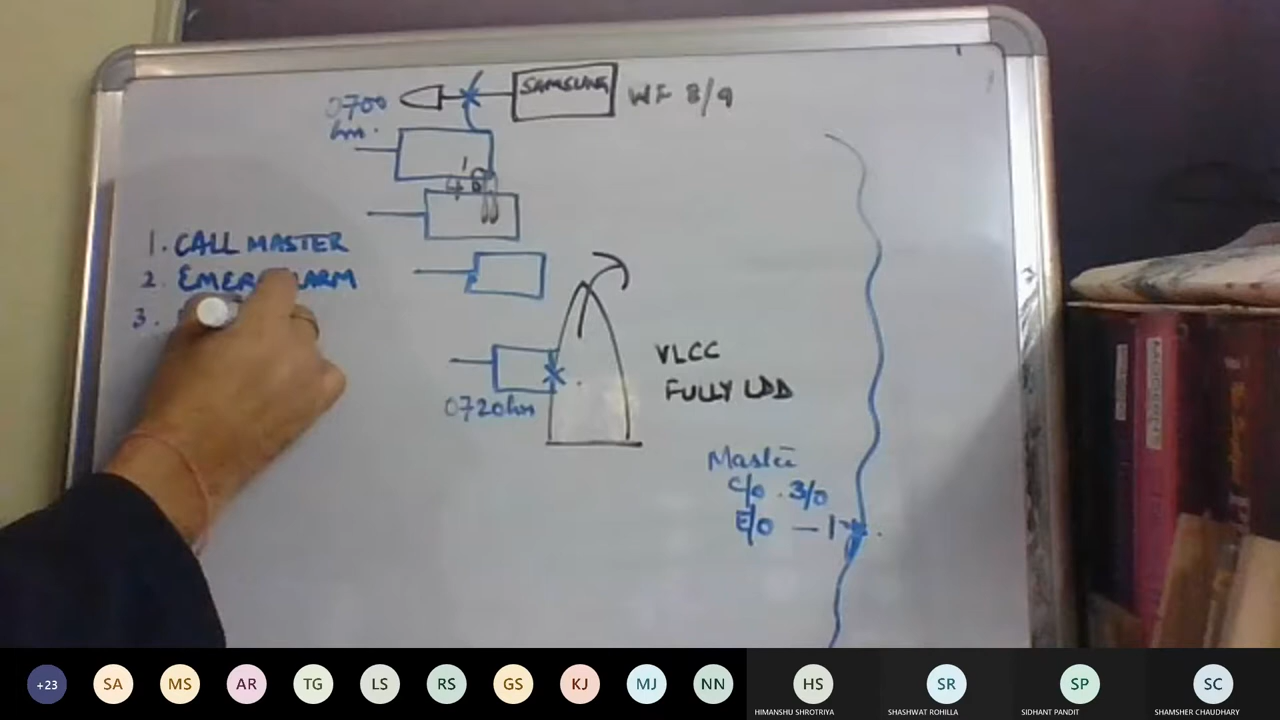 0700
hrs.
SAMSUNG
WF 8/9
1. CALL MASTER
2. EMER
ARM
3.
VLCC
FULLY LDD
0720hrs
Master
C/O . 3/O
E/O — 1
MODERN
+23
SA
MS
AR
TG
LS
RS
GS
KJ
MJ
NN
HS
SR
SP
SC
HIMANSHU SHROTRIYA
SHASHWAT ROHILLA
SIDHANT PANDIT
SHAMSHER CHAUDHARY